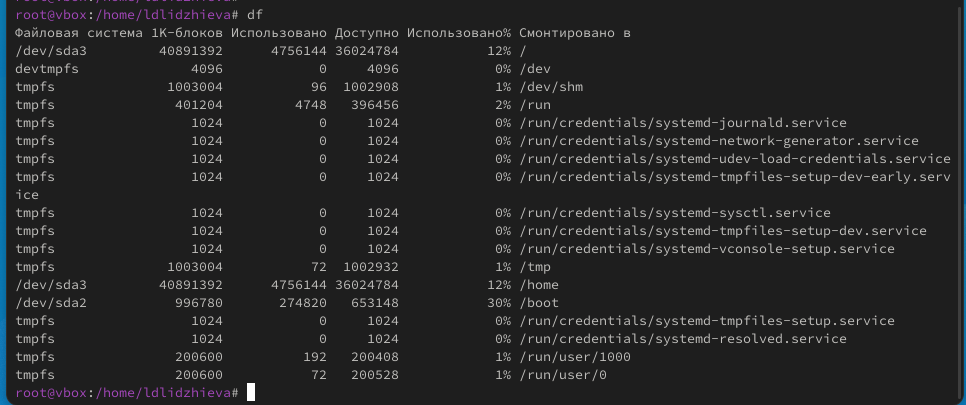 root@vbox:/home/ldlidzhieva#
root@vbox:/home/ldlidzhieva# df
Файловая система 1K-блоков Использовано Доступно Использовано% Смонтировано в
/dev/sda3 40891392 4756144 36024784 12% /
devtmpfs 4096 0 4096 0% /dev
tmpfs 1003004 96 1002908 1% /dev/shm
tmpfs 401204 4748 396456 2% /run
tmpfs 1024 0 1024 0% /run/credentials/systemd-journald.service
tmpfs 1024 0 1024 0% /run/credentials/systemd-network-generator.service
tmpfs 1024 0 1024 0% /run/credentials/systemd-udev-load-credentials.service
tmpfs 1024 0 1024 0% /run/credentials/systemd-tmpfiles-setup-dev-early.serv
ice
tmpfs 1024 0 1024 0% /run/credentials/systemd-sysctl.service
tmpfs 1024 0 1024 0% /run/credentials/systemd-tmpfiles-setup-dev.service
tmpfs 1024 0 1024 0% /run/credentials/systemd-vconsole-setup.service
tmpfs 1003004 72 1002932 1% /tmp
/dev/sda3 40891392 4756144 36024784 12% /home
/dev/sda2 996780 274820 653148 30% /boot
tmpfs 1024 0 1024 0% /run/credentials/systemd-tmpfiles-setup.service
tmpfs 1024 0 1024 0% /run/credentials/systemd-resolved.service
tmpfs 200600 192 200408 1% /run/user/1000
tmpfs 200600 72 200528 1% /run/user/0
root@vbox:/home/ldlidzhieva#